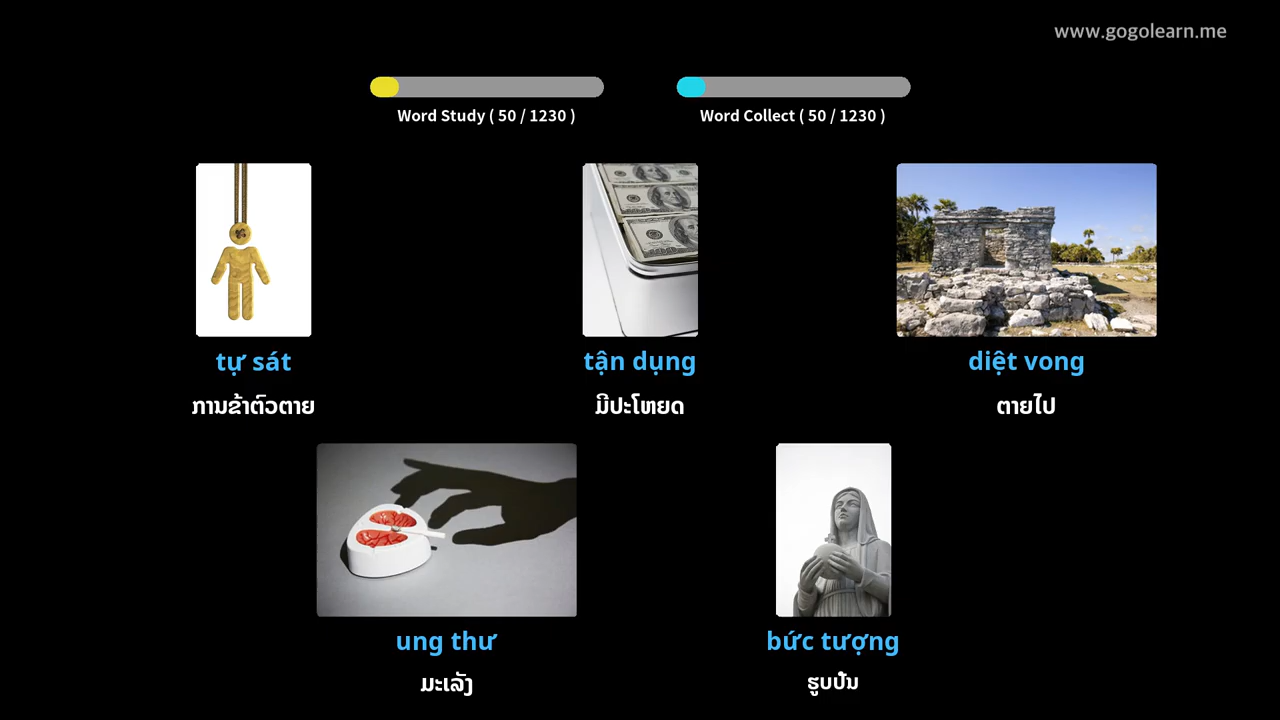 www.gogolearn.me
Word Study ( 50 / 1230 )
Word Collect ( 50 / 1230 )
tự sát
ການຂ້າຕົວຕາຍ
tận dụng
ມີປະໂຫຍດ
diệt vong
ຕາຍໄປ
ung thư
ມະເລັງ
bức tượng
ຮູບປັ້ນ